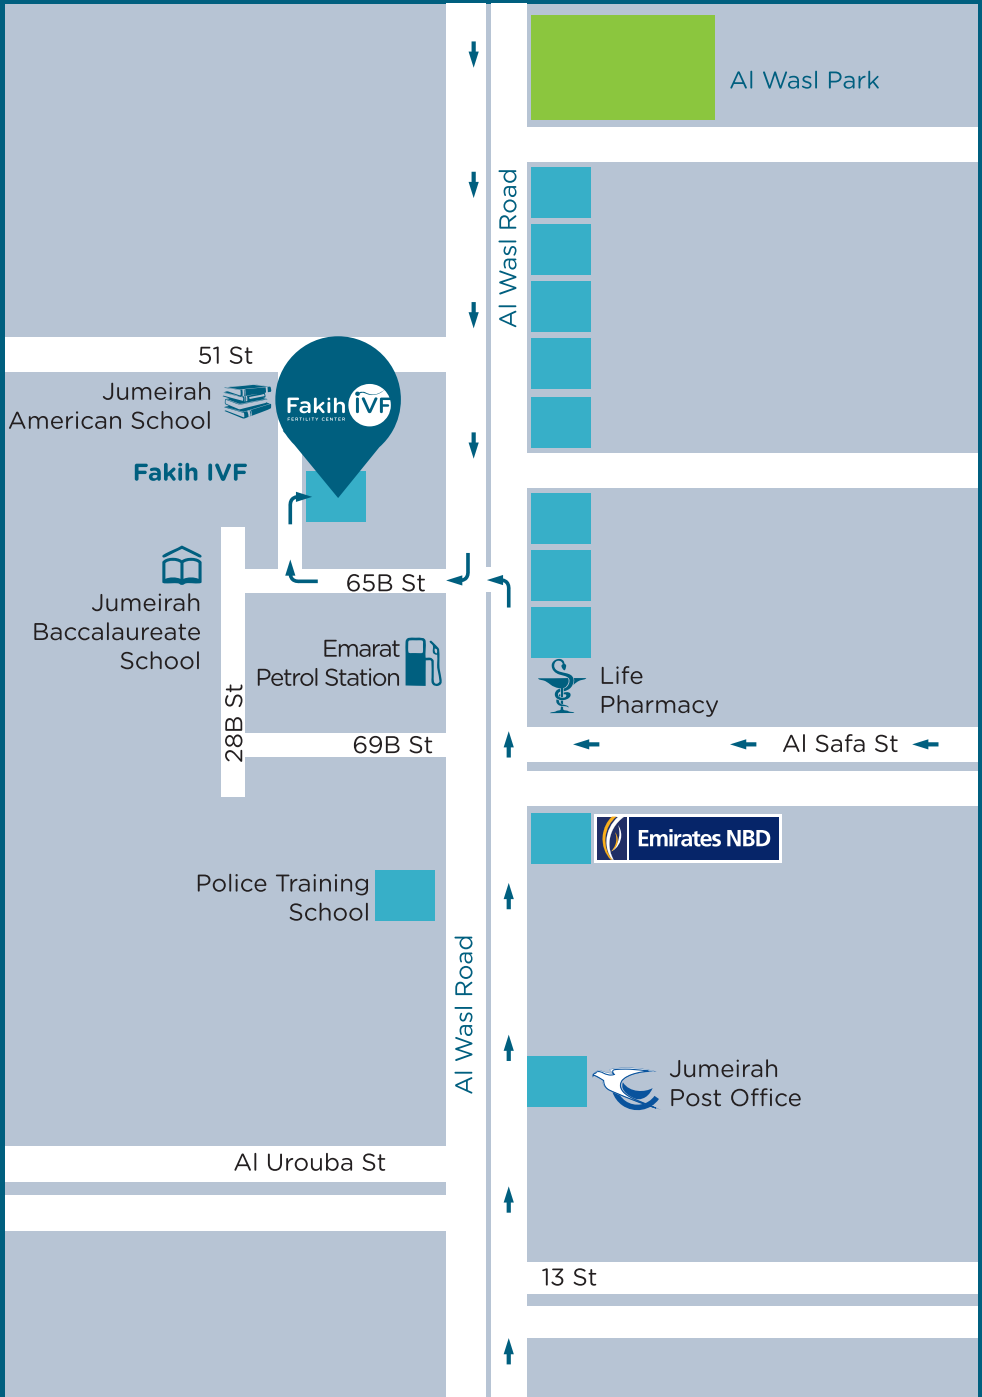 Al Wasl Park
Al Wasl Road
51 St
Jumeirah
American School
Fakih IVF
FERTILITY CENTER
Fakih IVF
65B St
Jumeirah
Baccalaureate
School
Emarat
Petrol Station
Life
Pharmacy
28B St
69B St
Al Safa St
Emirates NBD
Police Training
School
Al Wasl Road
Jumeirah
Post Office
Al Urouba St
13 St